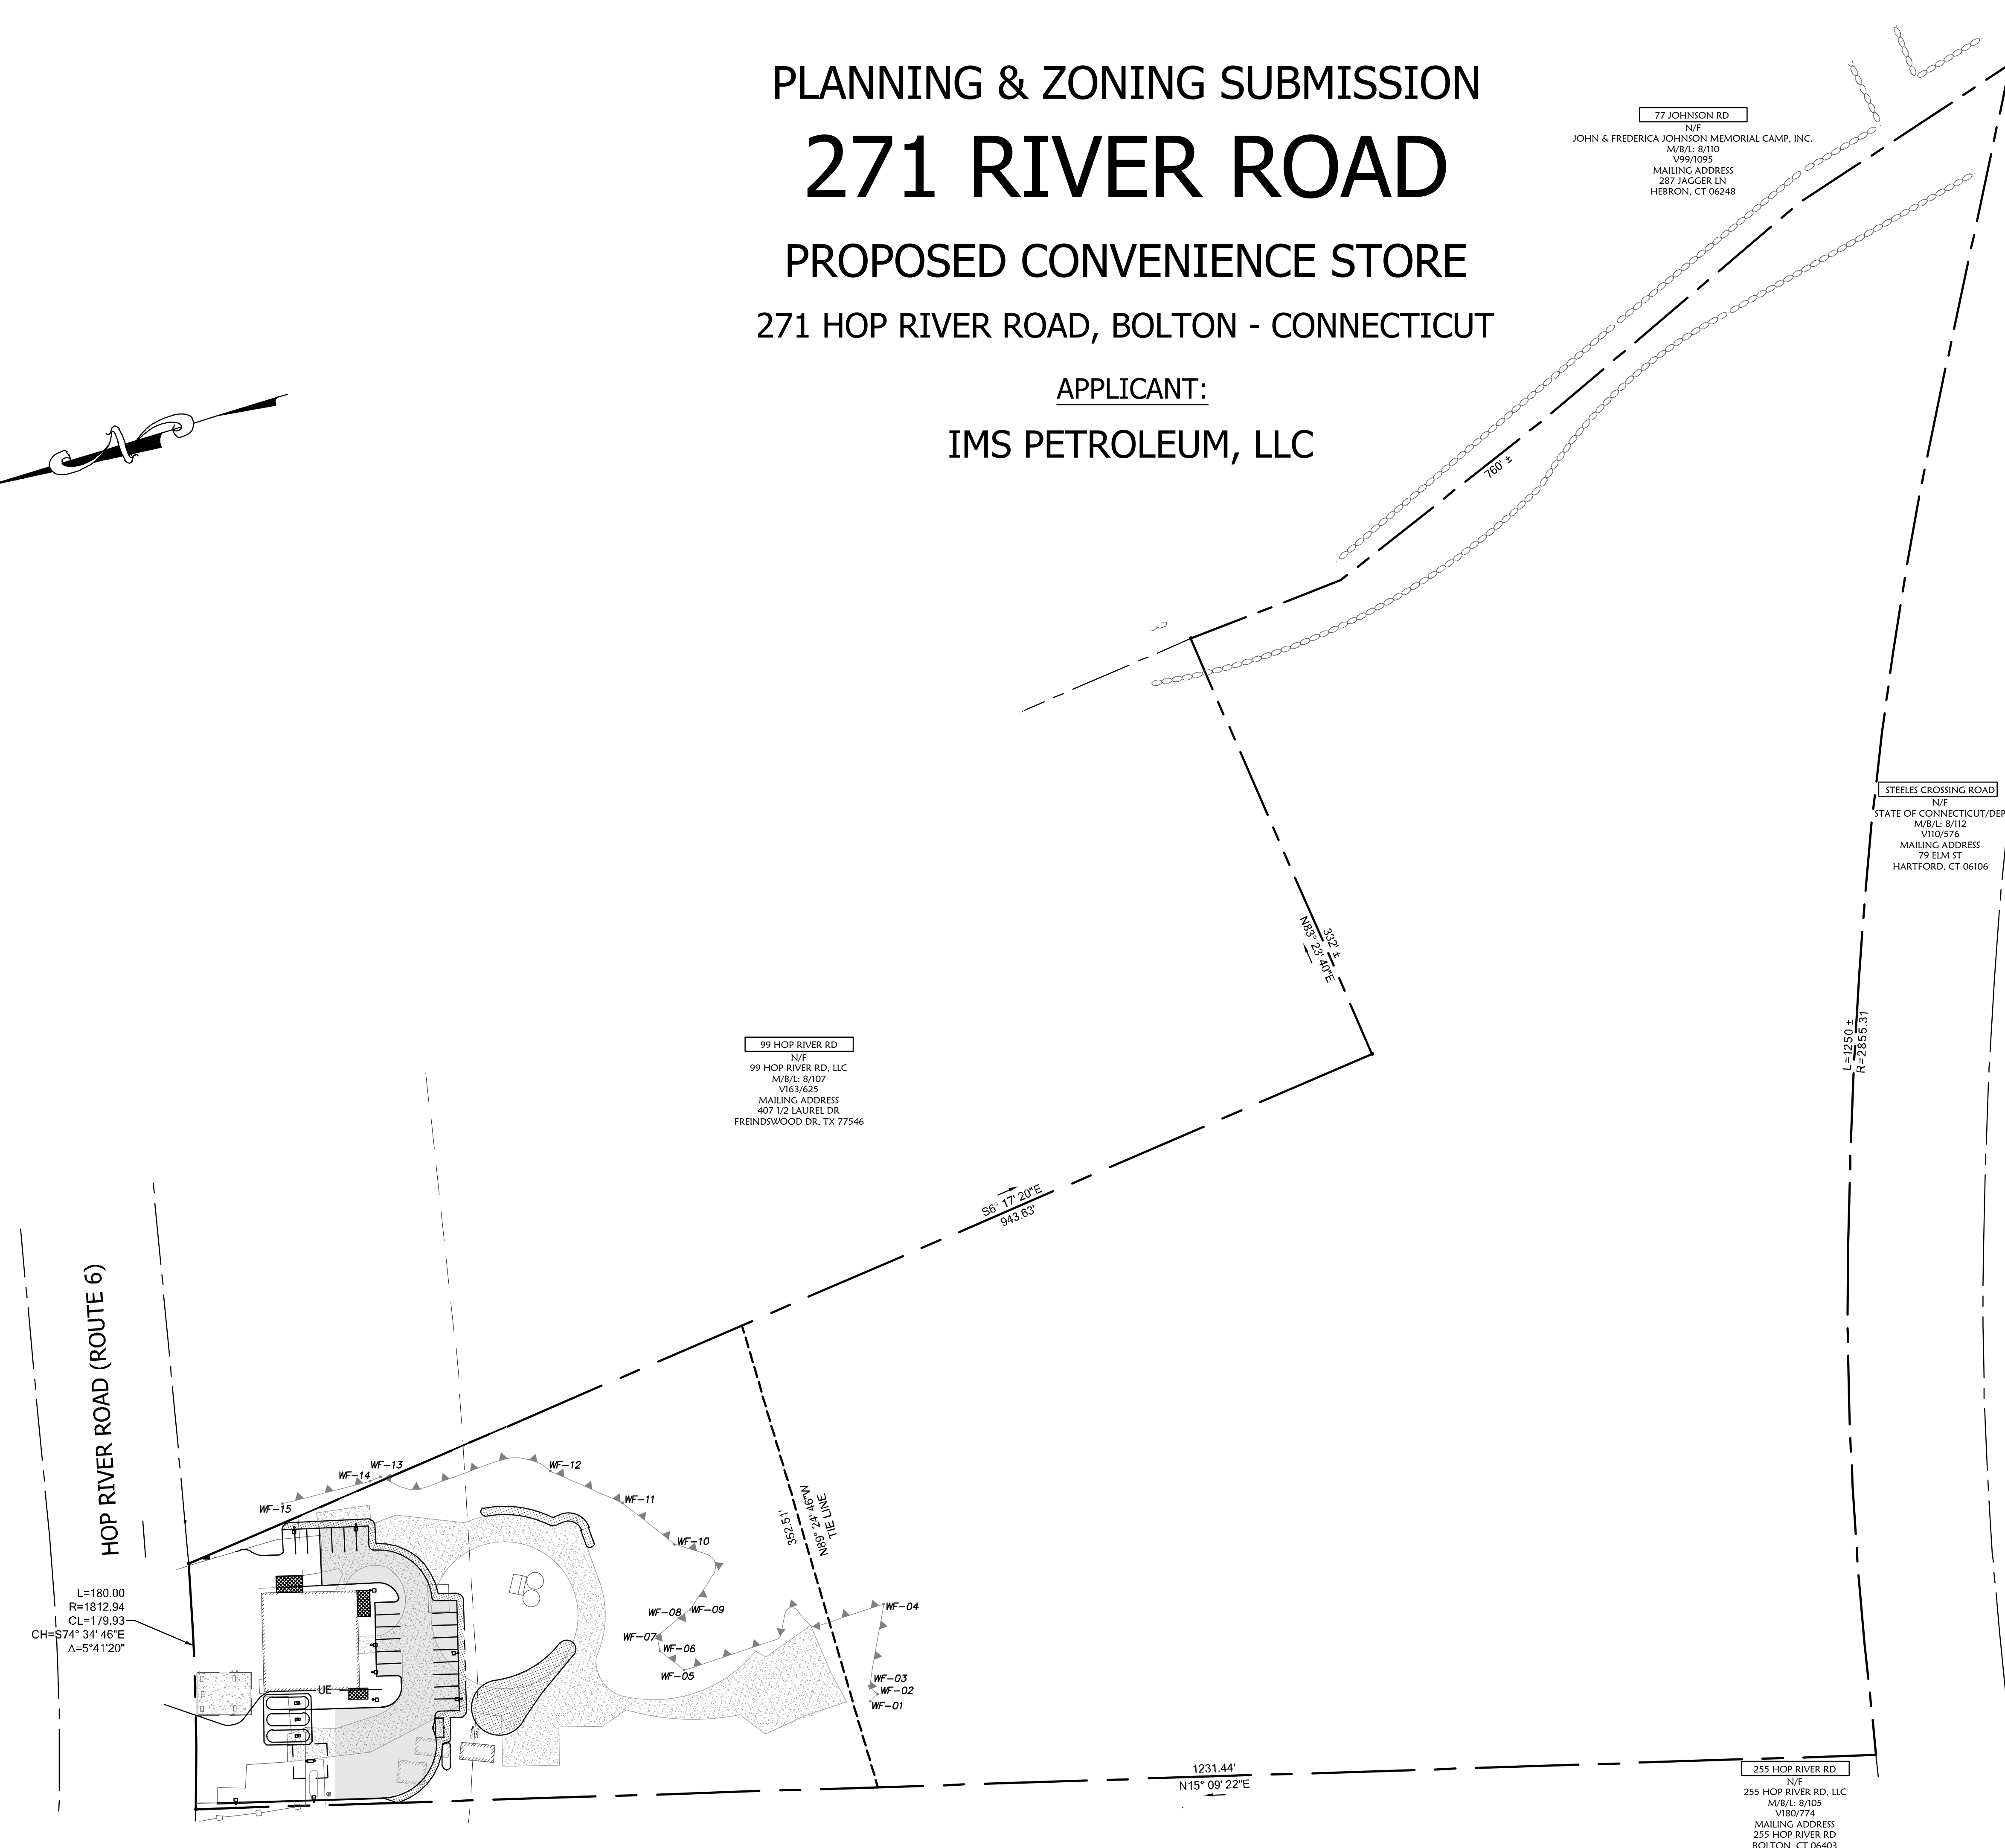 PLANNING & ZONING SUBMISSION
271 RIVER ROAD
PROPOSED CONVENIENCE STORE
271 HOP RIVER ROAD, BOLTON - CONNECTICUT
APPLICANT:
IMS PETROLEUM, LLC
77 JOHNSON RD
N/F
JOHN & FREDERICA JOHNSON MEMORIAL CAMP, INC.
M/B/L: 8/110
V99/1095
MAILING ADDRESS
287 JAGGER LN
HEBRON, CT 06248
N
760' ±
STEELES CROSSING ROAD
N/F
STATE OF CONNECTICUT/DEP
M/B/L: 8/112
V110/576
MAILING ADDRESS
79 ELM ST
HARTFORD, CT 06106
332' ±
N83° 23' 40"E
L=1250 ±
R=2855.31
99 HOP RIVER RD
N/F
99 HOP RIVER RD, LLC
M/B/L: 8/107
V163/625
MAILING ADDRESS
407 1/2 LAUREL DR
FREINDSWOOD DR, TX 77546
S6° 17' 20"E
943.63'
HOP RIVER ROAD (ROUTE 6)
WF-15
WF-14
WF-13
WF-12
WF-11
WF-10
WF-09
WF-08
WF-07
WF-06
WF-05
WF-04
WF-03
WF-02
WF-01
352.51'
N89° 24' 46"W
TIE LINE
L=180.00
R=1812.94
CL=179.93
CH=S74° 34' 46"E
Δ=5°41'20"
UE
1231.44'
N15° 09' 22"E
255 HOP RIVER RD
N/F
255 HOP RIVER RD, LLC
M/B/L: 8/105
V180/774
MAILING ADDRESS
255 HOP RIVER RD
BOLTON, CT 06403